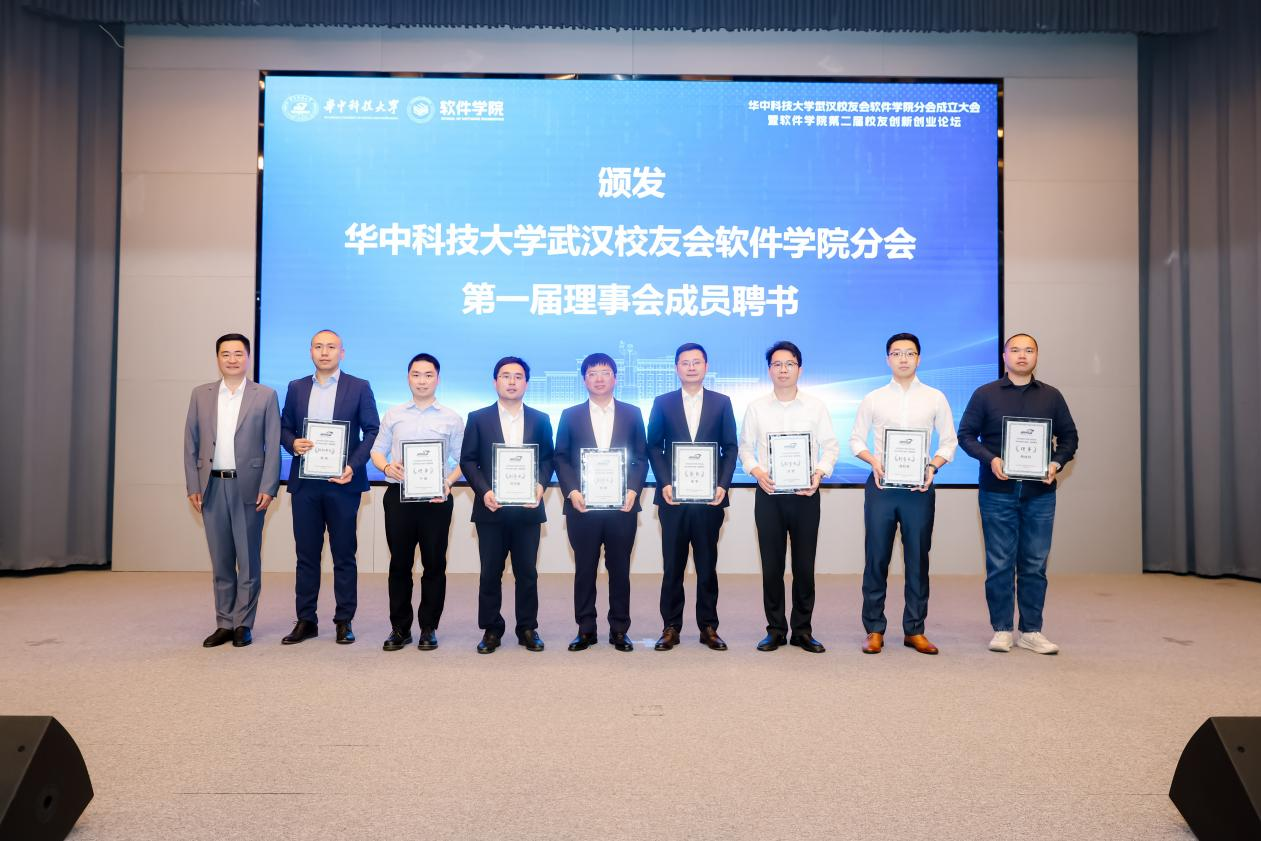 华中科技大学 软件学院
华中科技大学武汉校友会软件学院分会成立大会
暨软件学院第二届校友创新创业论坛
颁发
华中科技大学武汉校友会软件学院分会
第一届理事会成员聘书